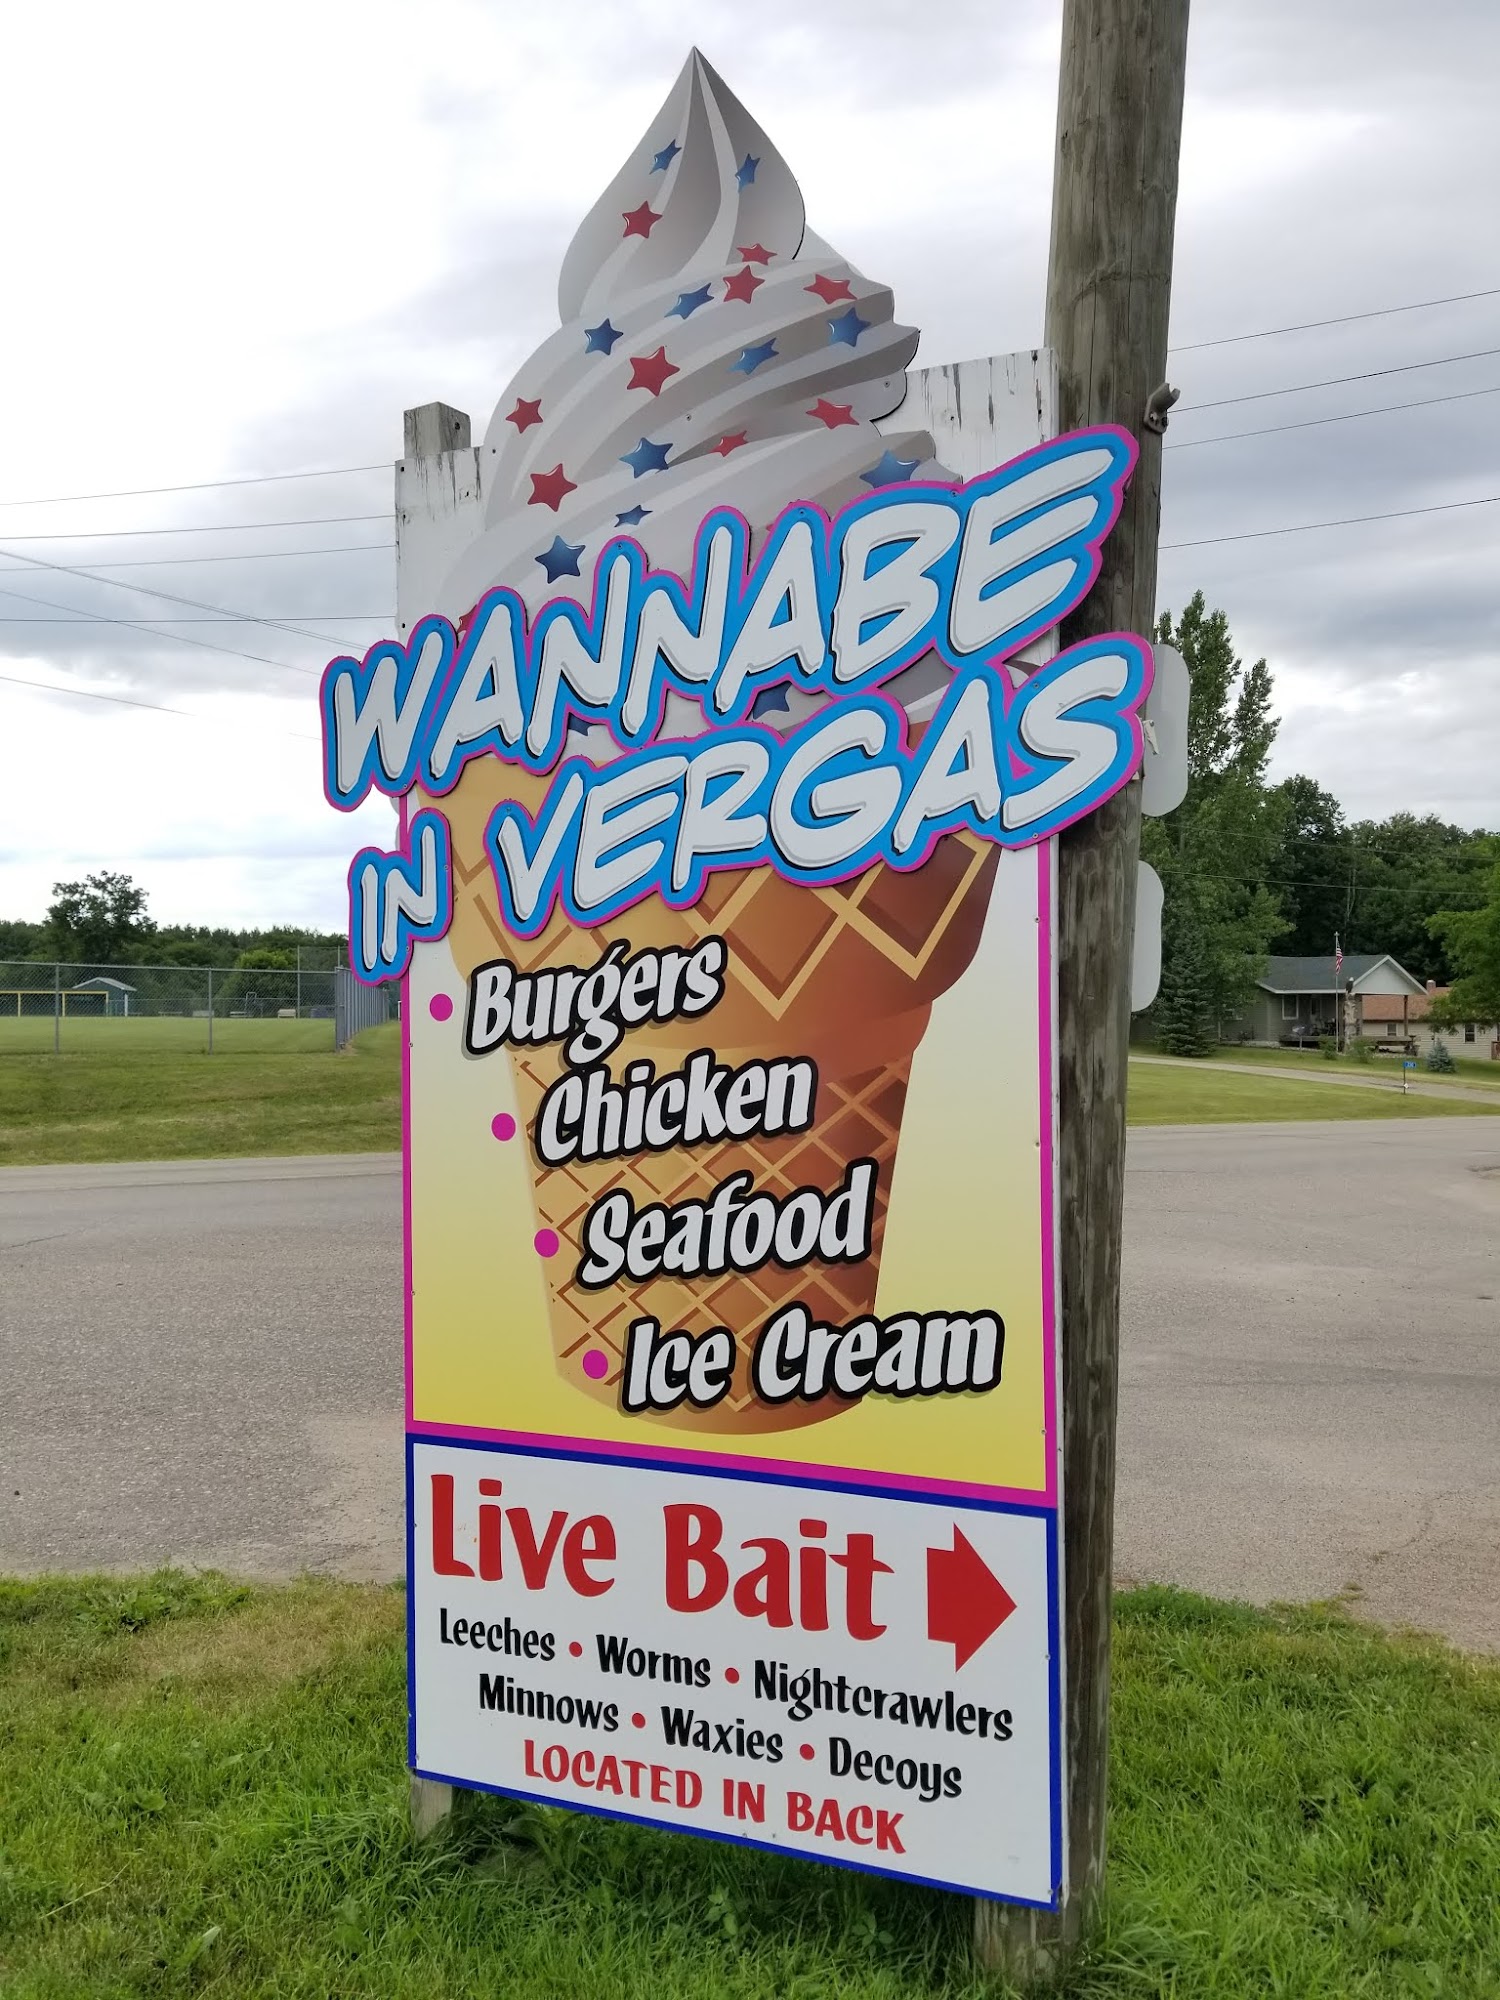 WANNABE
IN VERGAS
• Burgers
• Chicken
• Seafood
• Ice Cream
Live Bait
Leeches • Worms • Nightcrawlers
Minnows • Waxies • Decoys
LOCATED IN BACK